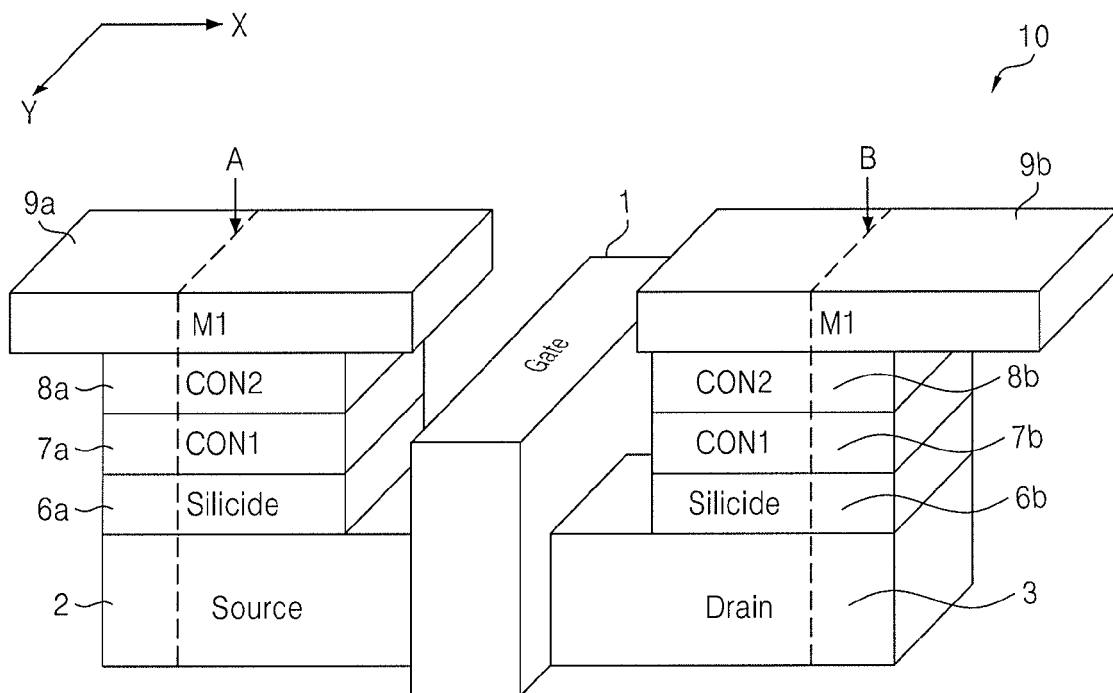 X
10
Y
A
B
9a
9b
1
M1
M1
Gate
8a
CON2
CON2
8b
7a
CON1
CON1
7b
6a
Silicide
Silicide
6b
2
Source
Drain
3